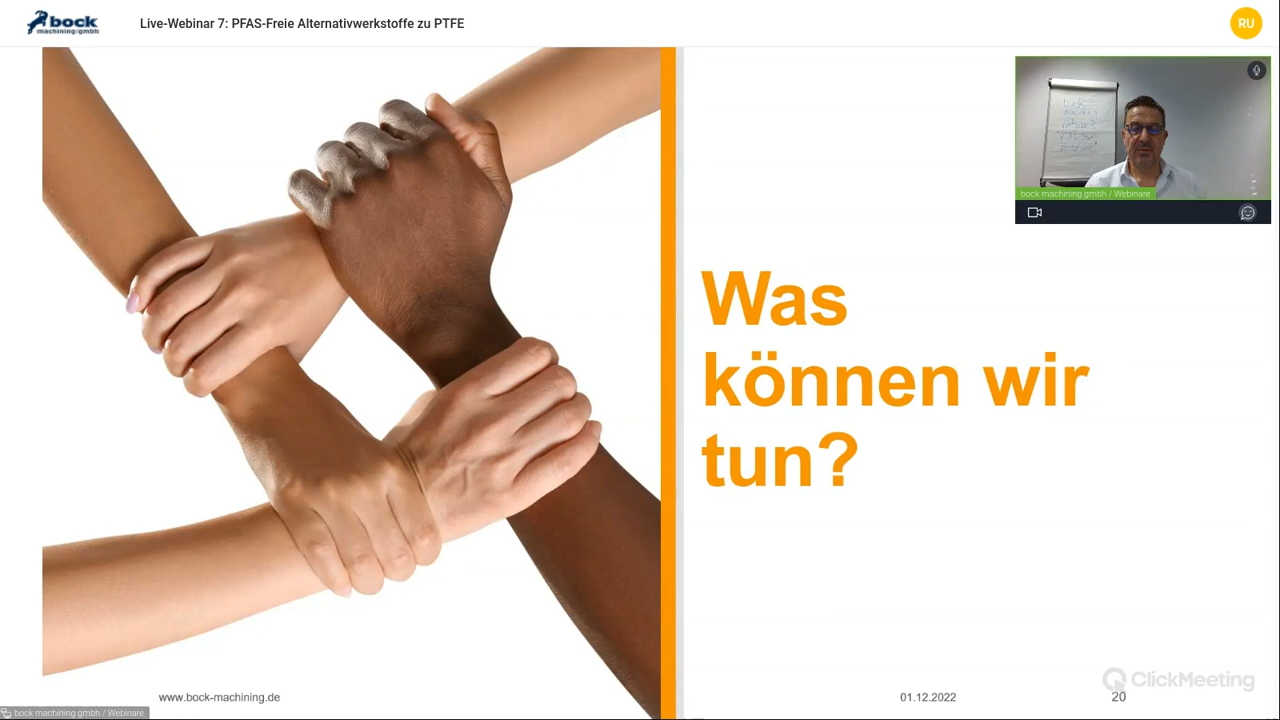 bock
machining gmbh
Live-Webinar 7: PFAS-Freie Alternativwerkstoffe zu PTFE
RU
bock machining gmbh / Webinare
Was
können wir
tun?
ClickMeeting
www.bock-machining.de
01.12.2022
20
bock machining gmbh / Webinare